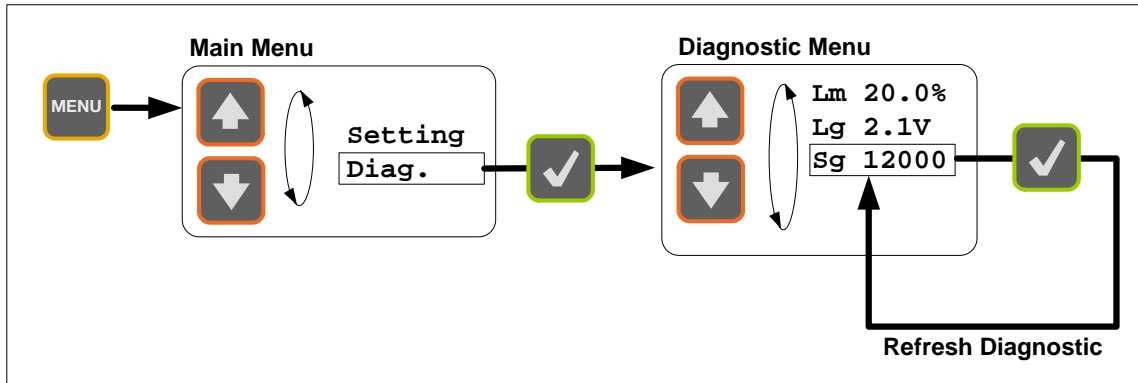 Main Menu
Diagnostic Menu
MENU
Setting
Diag.
Lm 20.0%
Lg 2.1V
Sg 12000
Refresh Diagnostic